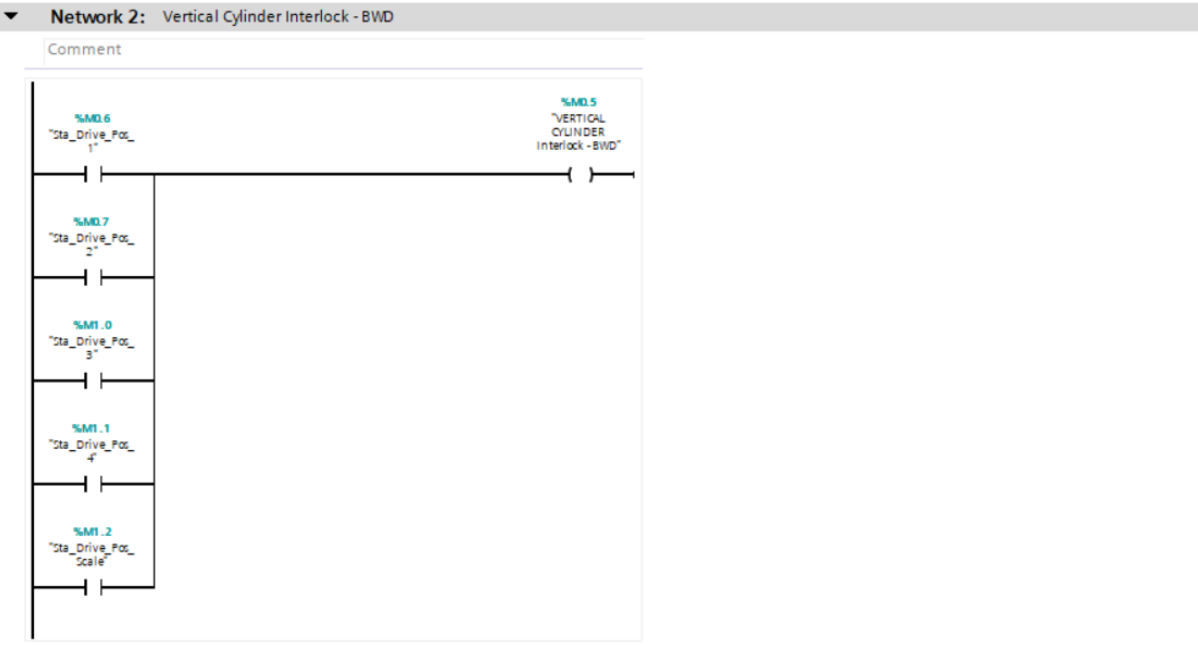 Network 2: Vertical Cylinder Interlock - BWD
Comment
%M0.6
"Sta_Drive_Pos_
1"
%M0.5
"VERTICAL
CYLINDER
Interlock - BWD"
%M0.7
"Sta_Drive_Pos_
2"
%M1.0
"Sta_Drive_Pos_
3"
%M1.1
"Sta_Drive_Pos_
4"
%M1.2
"Sta_Drive_Pos_
Scale"